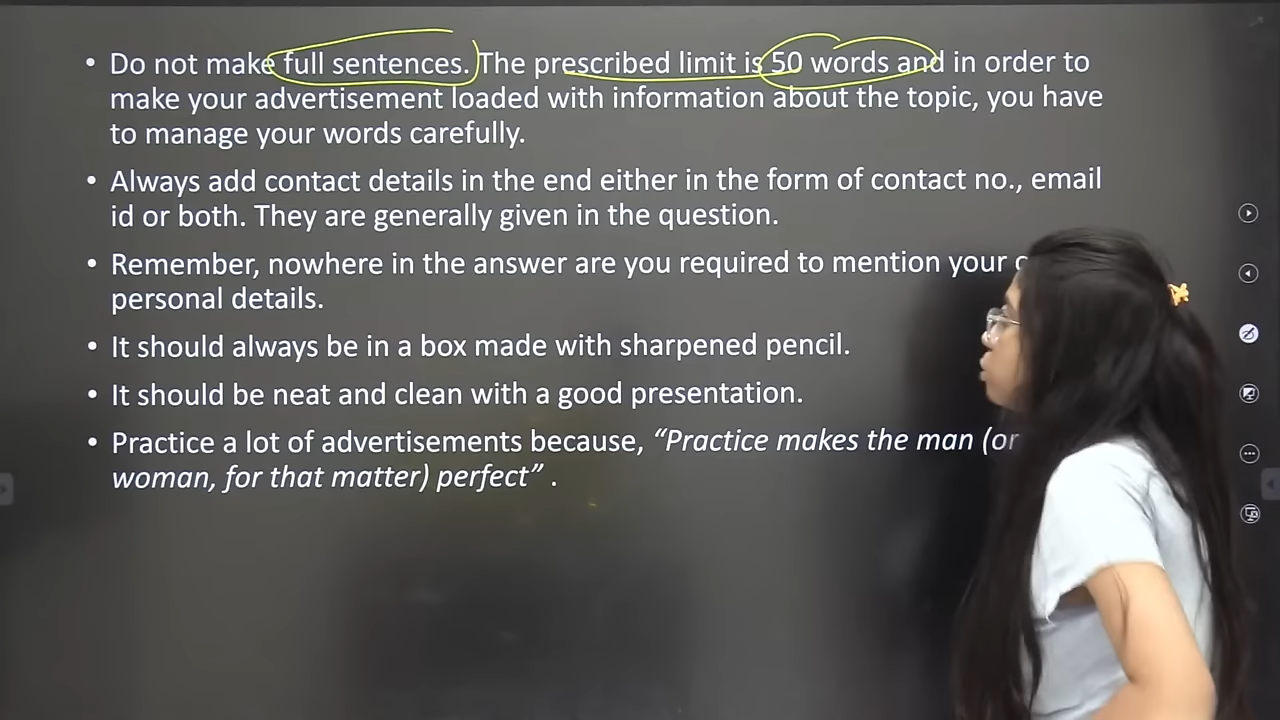 • Do not make full sentences. The prescribed limit is 50 words and in order to
make your advertisement loaded with information about the topic, you have
to manage your words carefully.
• Always add contact details in the end either in the form of contact no., email
id or both. They are generally given in the question.
• Remember, nowhere in the answer are you required to mention your
personal details.
• It should always be in a box made with sharpened pencil.
• It should be neat and clean with a good presentation.
• Practice a lot of advertisements because, “Practice makes the man (or
woman, for that matter) perfect” .